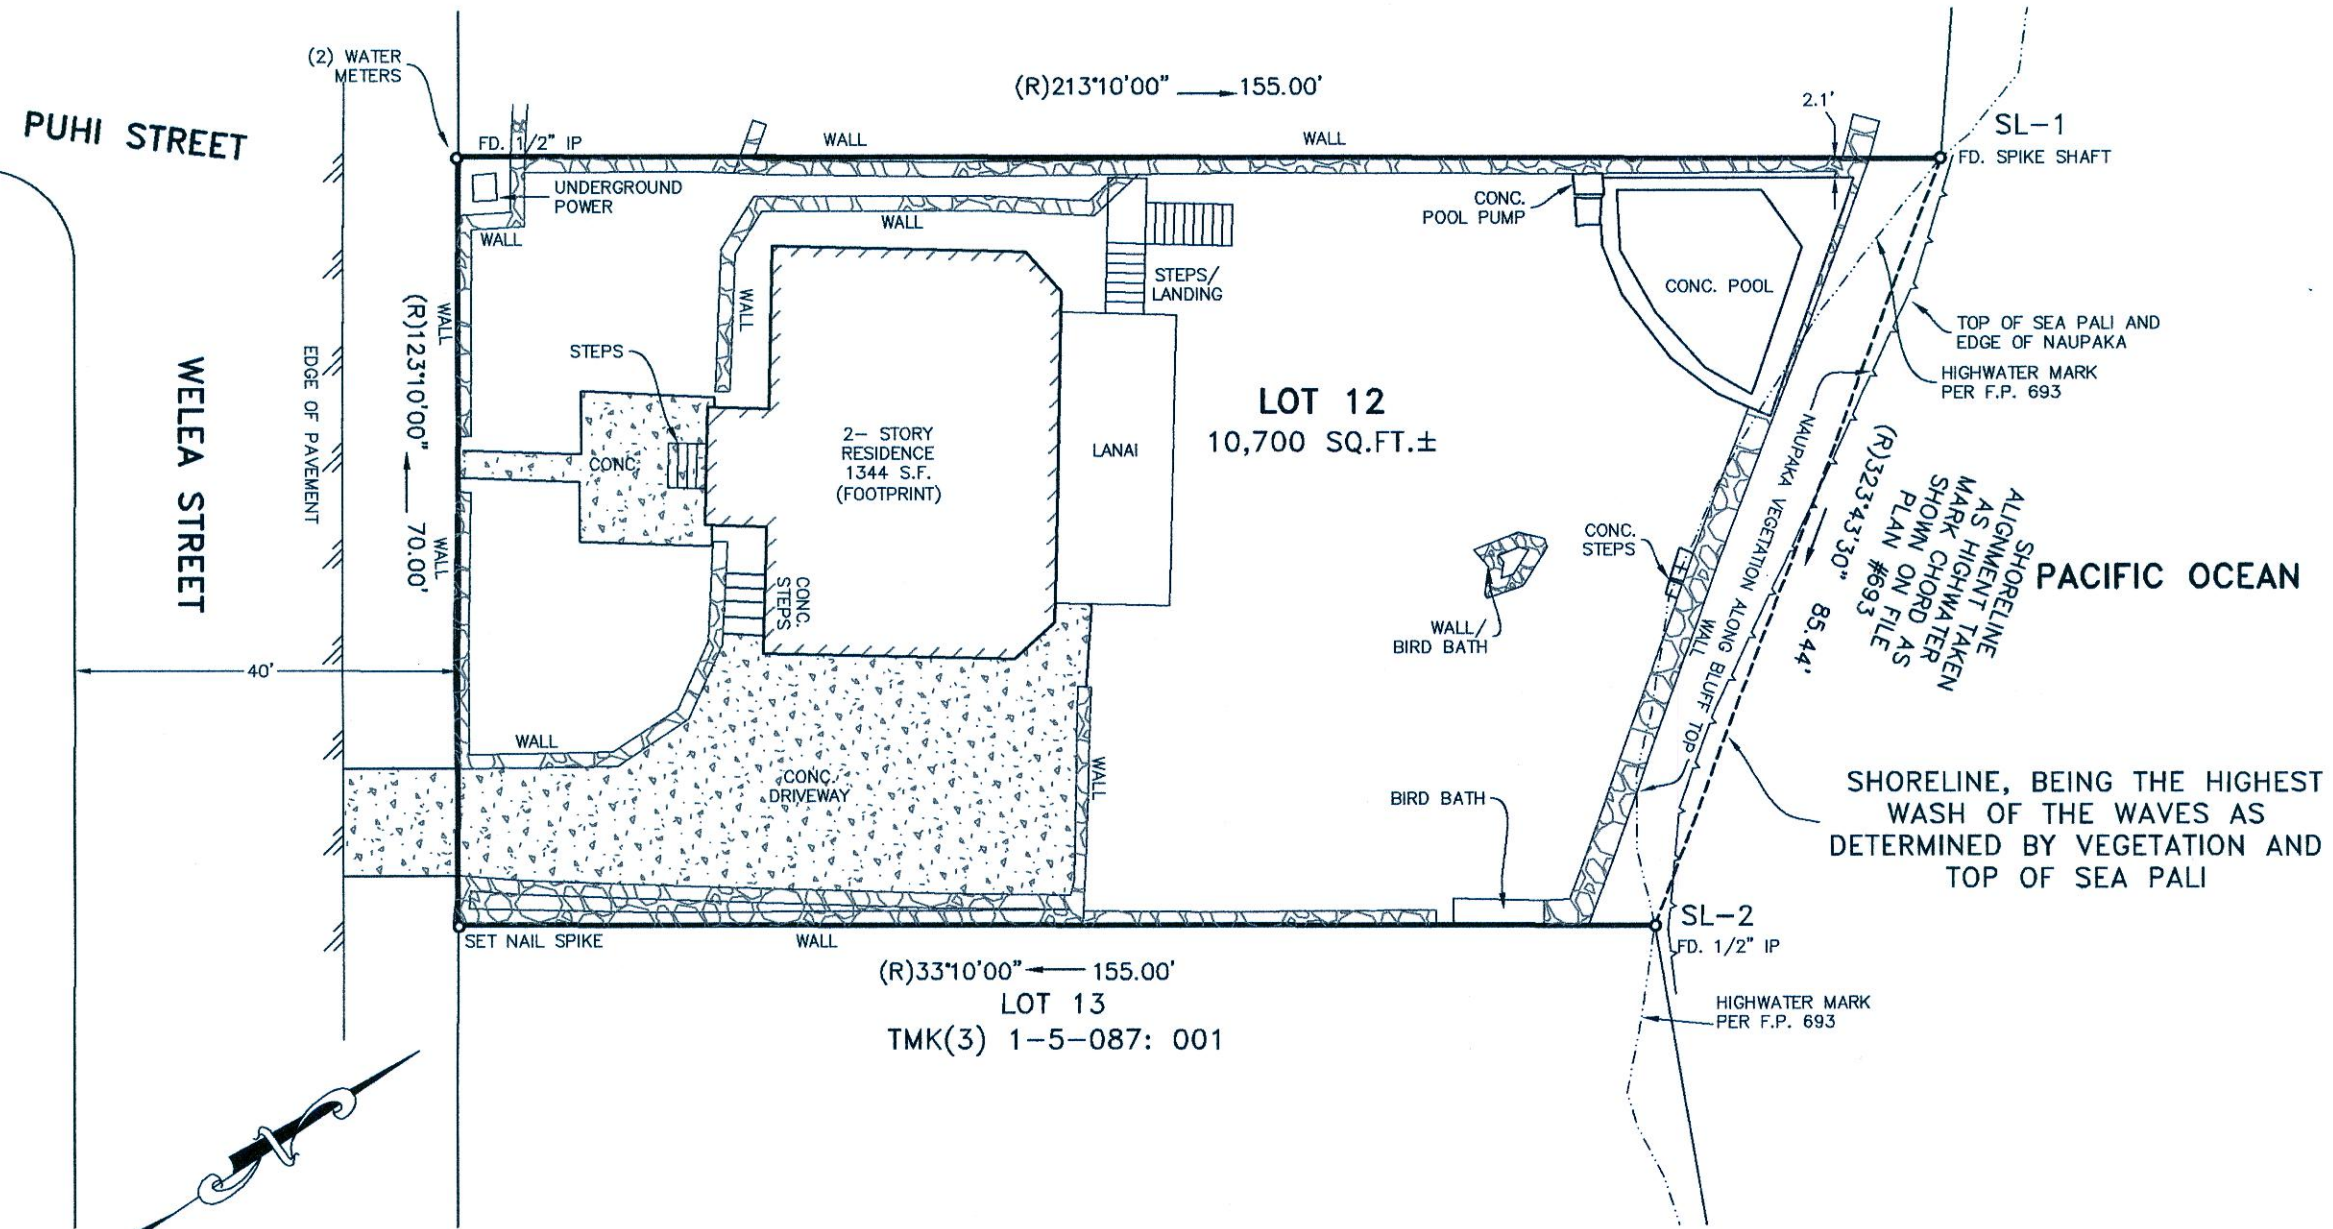 (2) WATER
METERS
PUHI STREET
(R)213°10'00" 155.00'
2.1'
SL-1
FD. 1/2" IP
WALL
WALL
FD. SPIKE SHAFT
UNDERGROUND
POWER
CONC.
POOL PUMP
WALL
WALL
STEPS/
LANDING
CONC. POOL
WALL
WALL
(R)123°10'00" 70.00'
WALL
TOP OF SEA PALI AND
EDGE OF NAUPAKA
HIGHWATER MARK
PER F.P. 693
STEPS
WELEA STREET
EDGE OF PAVEMENT
LOT 12
10,700 SQ.FT.±
CONC.
2- STORY
RESIDENCE
1344 S.F.
(FOOTPRINT)
LANAI
NAUPAKA VEGETATION ALONG BLUFF TOP
WALL
(R)323°43'30" 85.44'
SHORELINE
ALIGNMENT TAKEN
AS HIGHWATER
MARK CHORD AS
SHOWN ON FILE
PLAN #693
PACIFIC OCEAN
CONC.
STEPS
CONC.
STEPS
WALL/
BIRD BATH
40'
WALL
CONC.
DRIVEWAY
WALL
BIRD BATH
SHORELINE, BEING THE HIGHEST
WASH OF THE WAVES AS
DETERMINED BY VEGETATION AND
TOP OF SEA PALI
SL-2
FD. 1/2" IP
SET NAIL SPIKE
WALL
(R)33°10'00" 155.00'
LOT 13
TMK(3) 1-5-087: 001
HIGHWATER MARK
PER F.P. 693